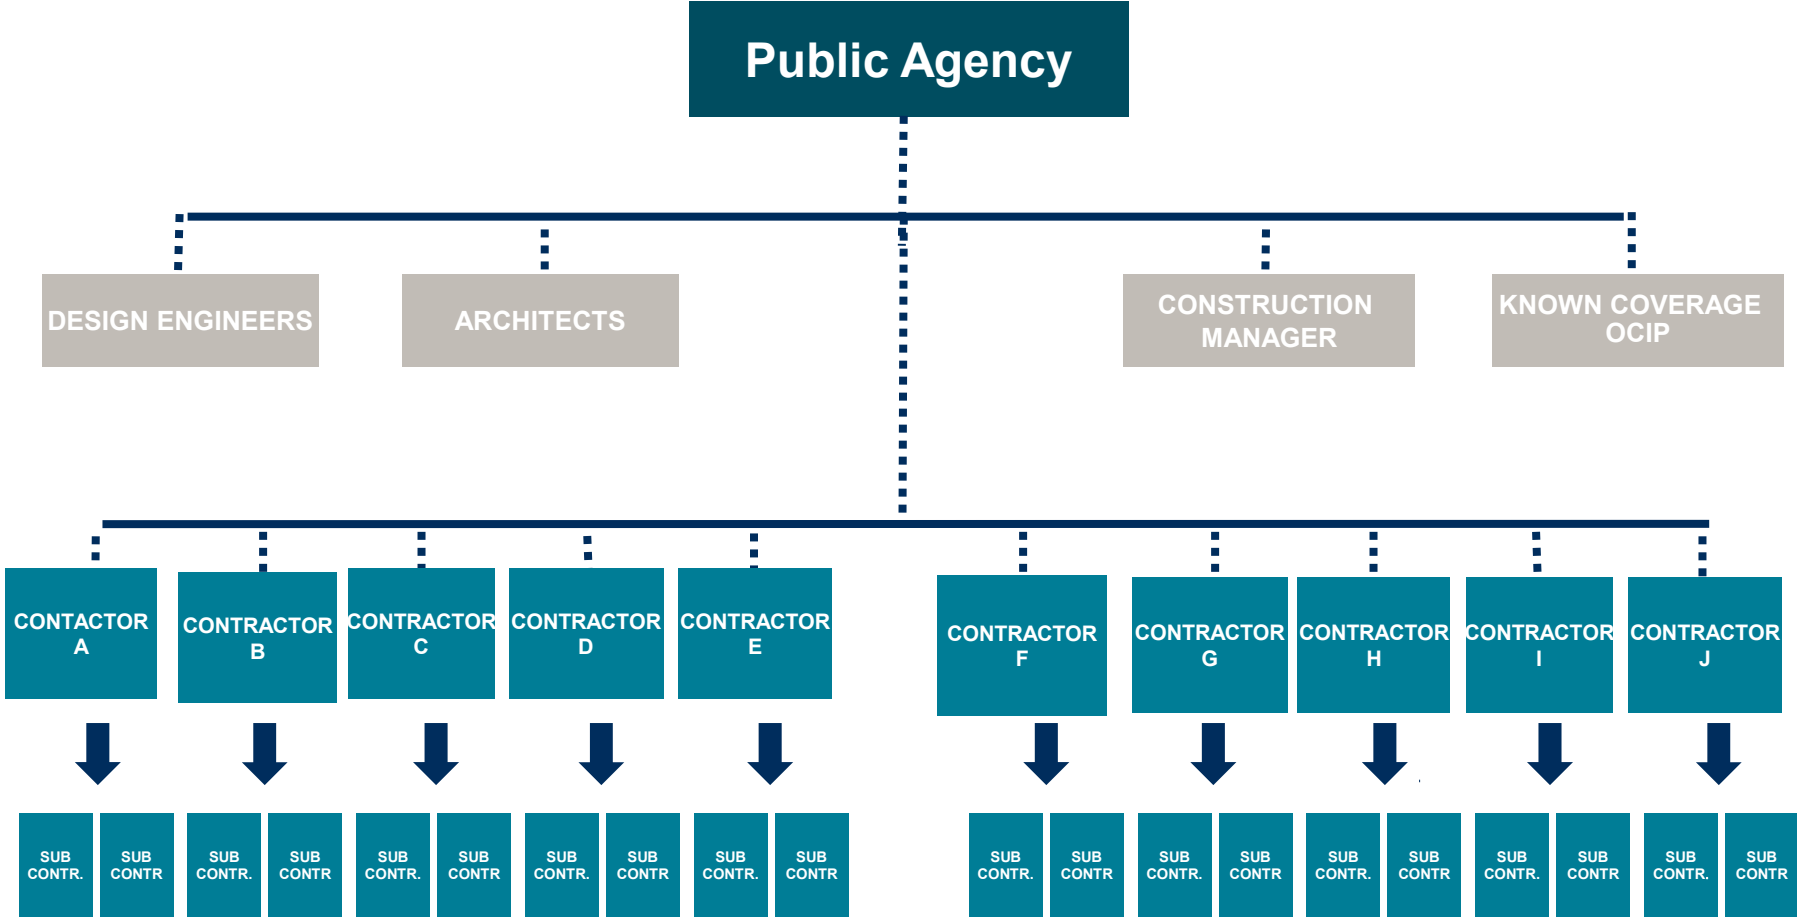 Public Agency
DESIGN ENGINEERS
ARCHITECTS
CONSTRUCTION
MANAGER
KNOWN COVERAGE
OCIP
CONTACTOR
A
CONTRACTOR
B
CONTRACTOR
C
CONTRACTOR
D
CONTRACTOR
E
CONTRACTOR
F
CONTRACTOR
G
CONTRACTOR
H
CONTRACTOR
I
CONTRACTOR
J
SUB
CONTR.
SUB
CONTR
SUB
CONTR.
SUB
CONTR
SUB
CONTR.
SUB
CONTR
SUB
CONTR.
SUB
CONTR
SUB
CONTR.
SUB
CONTR
SUB
CONTR.
SUB
CONTR
SUB
CONTR.
SUB
CONTR
SUB
CONTR.
SUB
CONTR
SUB
CONTR.
SUB
CONTR
SUB
CONTR.
SUB
CONTR